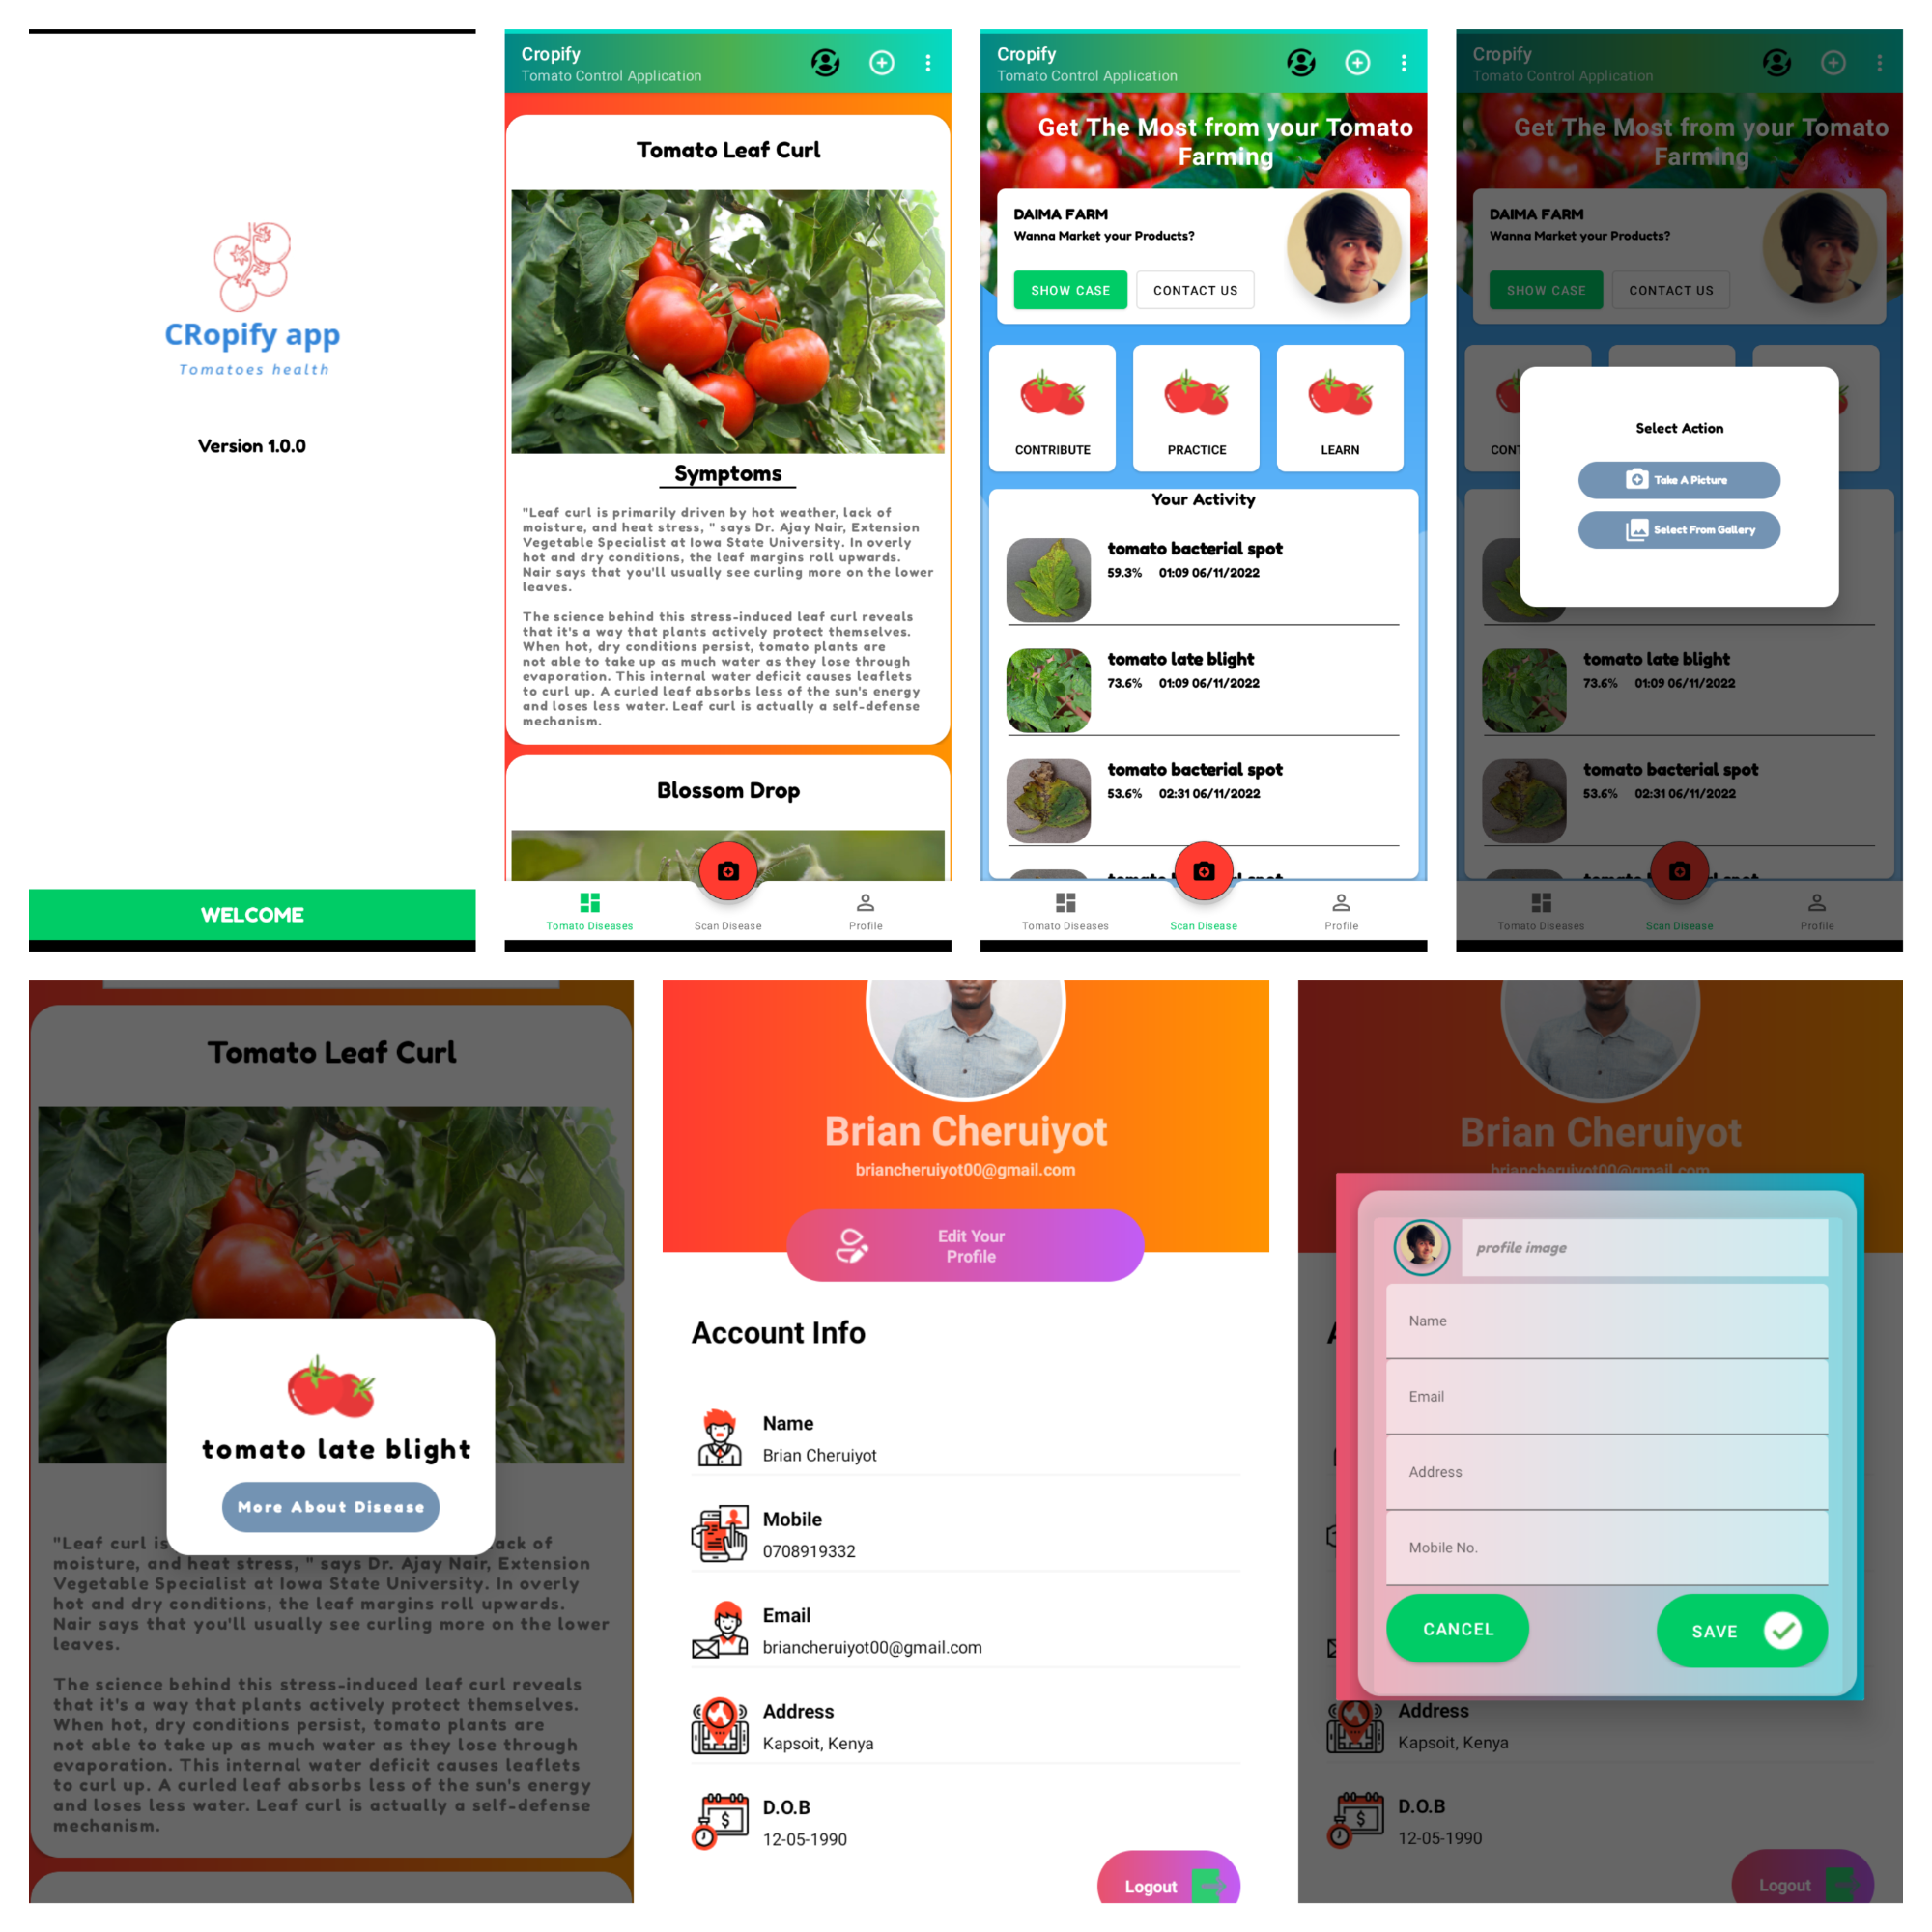 CRopify app
Tomatoes health
Version 1.0.0
WELCOME
Cropify
Tomato Control Application
Tomato Leaf Curl
Symptoms
"Leaf curl is primarily driven by hot weather, lack of
moisture, and heat stress, " says Dr. Ajay Nair, Extension
Vegetable Specialist at Iowa State University. In overly
hot and dry conditions, the leaf margins roll upwards.
Nair says that you'll usually see curling more on the lower
leaves.
The science behind this stress-induced leaf curl reveals
that it's a way that plants actively protect themselves.
When hot, dry conditions persist, tomato plants are
not able to take up as much water as they lose through
evaporation. This internal water deficit causes leaflets
to curl up. A curled leaf absorbs less of the sun's energy
and loses less water. Leaf curl is actually a self-defense
mechanism.
Blossom Drop
Tomato Diseases
Scan Disease
Profile
Cropify
Tomato Control Application
Get The Most from your Tomato
Farming
DAIMA FARM
Wanna Market your Products?
SHOW CASE
CONTACT US
CONTRIBUTE
PRACTICE
LEARN
Your Activity
tomato bacterial spot
59.3% 01:09 06/11/2022
tomato late blight
73.6% 01:09 06/11/2022
tomato bacterial spot
53.6% 02:31 06/11/2022
Tomato Diseases
Scan Disease
Profile
Cropify
Tomato Control Application
Get The Most from your Tomato
Farming
DAIMA FARM
Wanna Market your Products?
SHOW CASE
CONTACT US
CONT
Select Action
Take A Picture
Select From Gallery
tomato late blight
73.6% 01:09 06/11/2022
tomato bacterial spot
53.6% 02:31 06/11/2022
Tomato Diseases
Scan Disease
Profile
Tomato Leaf Curl
tomato late blight
More About Disease
"Leaf curl is ack of
moisture, and heat stress, " says Dr. Ajay Nair, Extension
Vegetable Specialist at Iowa State University. In overly
hot and dry conditions, the leaf margins roll upwards.
Nair says that you'll usually see curling more on the lower
leaves.
The science behind this stress-induced leaf curl reveals
that it's a way that plants actively protect themselves.
When hot, dry conditions persist, tomato plants are
not able to take up as much water as they lose through
evaporation. This internal water deficit causes leaflets
to curl up. A curled leaf absorbs less of the sun's energy
and loses less water. Leaf curl is actually a self-defense
mechanism.
Brian Cheruiyot
briancheruiyot00@gmail.com
Edit Your
Profile
Account Info
Name
Brian Cheruiyot
Mobile
0708919332
Email
briancheruiyot00@gmail.com
Address
Kapsoit, Kenya
D.O.B
12-05-1990
Logout
Brian Cheruiyot
briancheruiyot00@gmail.com
profile image
Name
Email
Address
Mobile No.
CANCEL
SAVE
Address
Kapsoit, Kenya
D.O.B
12-05-1990
Logout